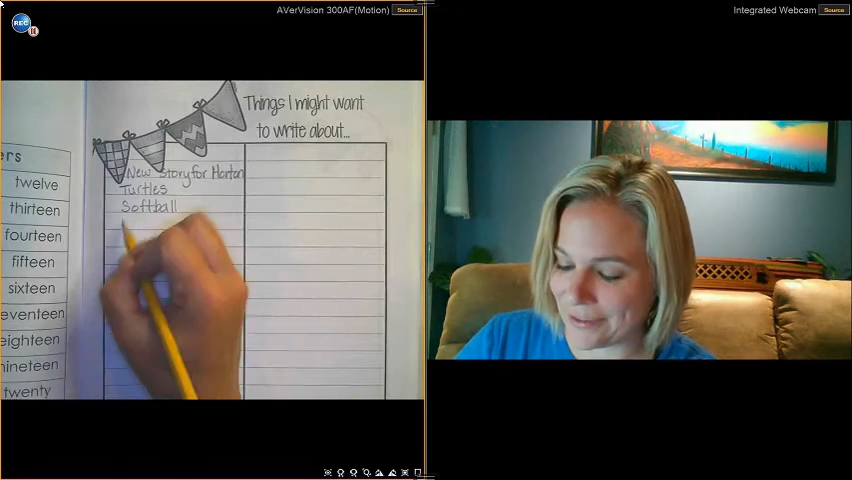 AVerVision 300AF(Motion)
Source
Integrated Webcam
Source
REC
Things I might want
to write about...
ers
twelve
thirteen
fourteen
fifteen
sixteen
eventeen
eighteen
nineteen
twenty
New Story for Horton
Turtles
Softball